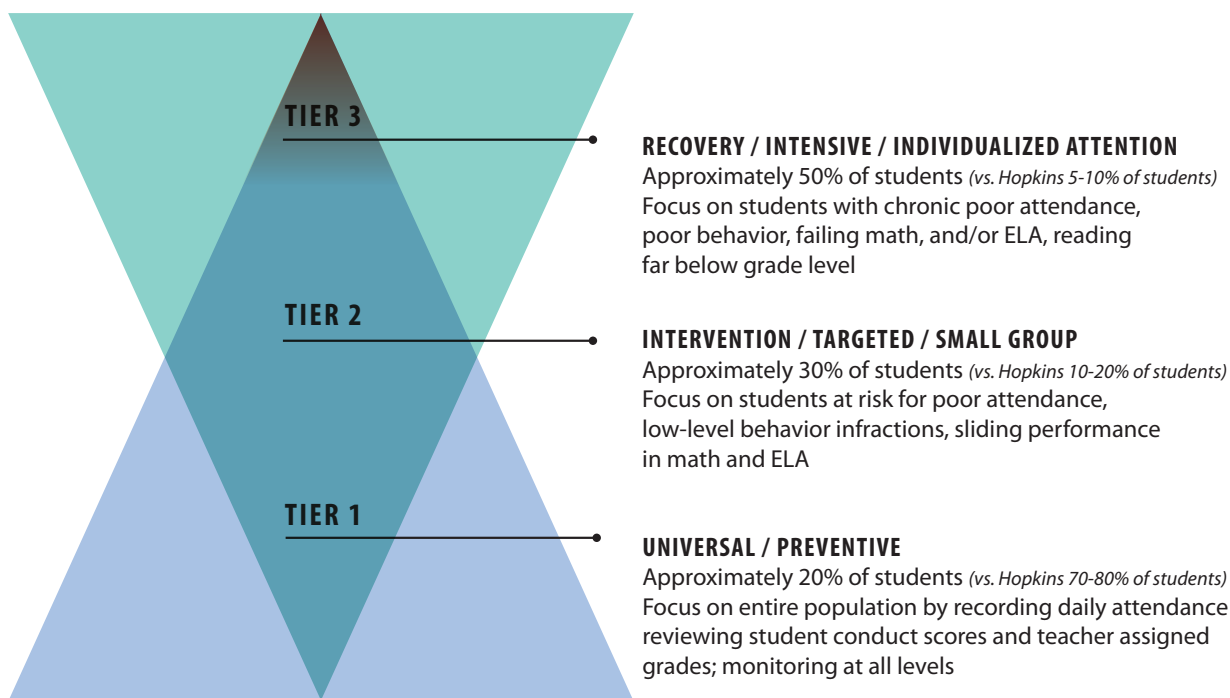 TIER 3
RECOVERY / INTENSIVE / INDIVIDUALIZED ATTENTION
Approximately 50% of students (vs. Hopkins 5-10% of students)
Focus on students with chronic poor attendance,
poor behavior, failing math, and/or ELA, reading
far below grade level
TIER 2
INTERVENTION / TARGETED / SMALL GROUP
Approximately 30% of students (vs. Hopkins 10-20% of students)
Focus on students at risk for poor attendance,
low-level behavior infractions, sliding performance
in math and ELA
TIER 1
UNIVERSAL / PREVENTIVE
Approximately 20% of students (vs. Hopkins 70-80% of students)
Focus on entire population by recording daily attendance
reviewing student conduct scores and teacher assigned
grades; monitoring at all levels